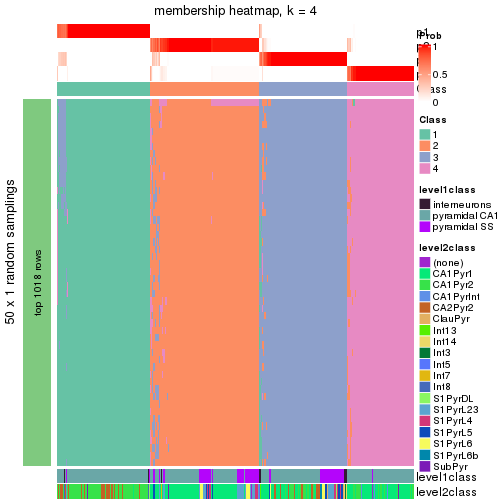 membership heatmap, k = 4
p1
Prob
1
0.5
0
Class
1
2
3
4
level1class
interneurons
pyramidal CA1
pyramidal SS
level2class
(none)
CA1Pyr1
CA1Pyr2
CA1PyrInt
CA2Pyr2
ClauPyr
Int13
Int14
Int3
Int5
Int7
Int8
S1PyrDL
S1PyrL23
S1PyrL4
S1PyrL5
S1PyrL6
S1PyrL6b
SubPyr
50 x 1 random samplings
top 1018 rows
level1class
level2class